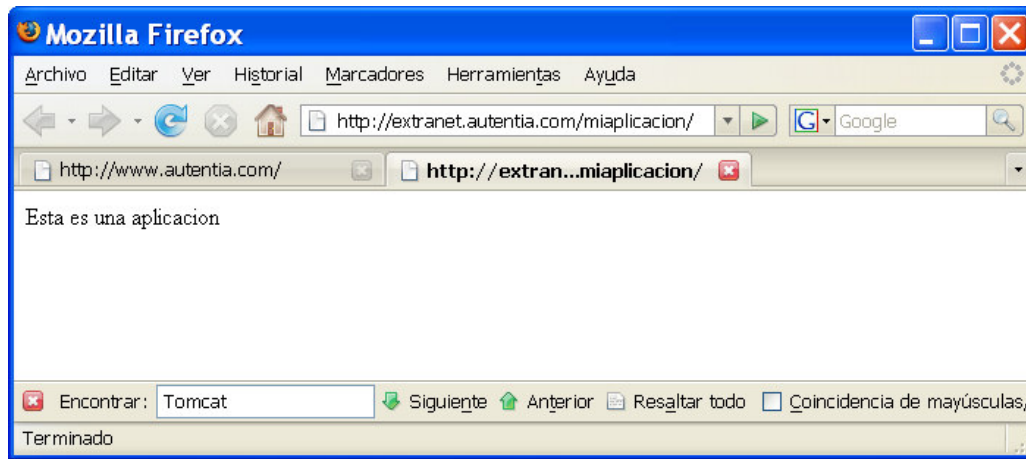 Mozilla Firefox
Archivo Editar Ver Historial Marcadores Herramientas Ayuda
http://extranet.autentia.com/miaplicacion/ G Google
http://www.autentia.com/ http://extran...miaplicacion/
Esta es una aplicacion
Encontrar: Tomcat Siguiente Anterior Resaltar todo Coincidencia de mayúsculas/
Terminado